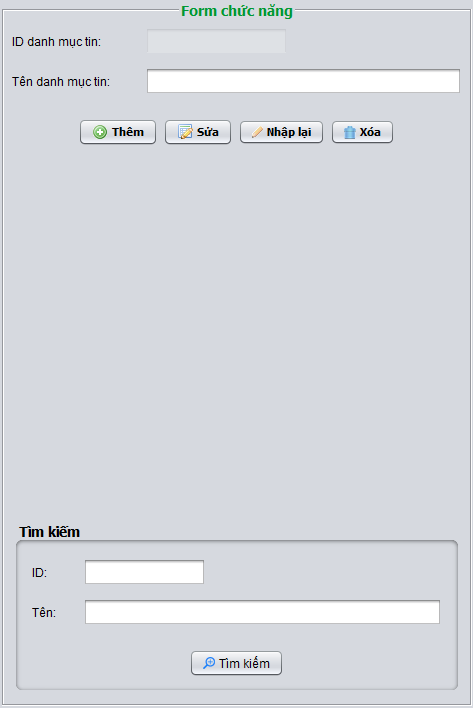 Form chức năng
ID danh mục tin:
Tên danh mục tin:
Thêm Sửa Nhập lại Xóa
Tìm kiếm
ID:
Tên:
Tìm kiếm